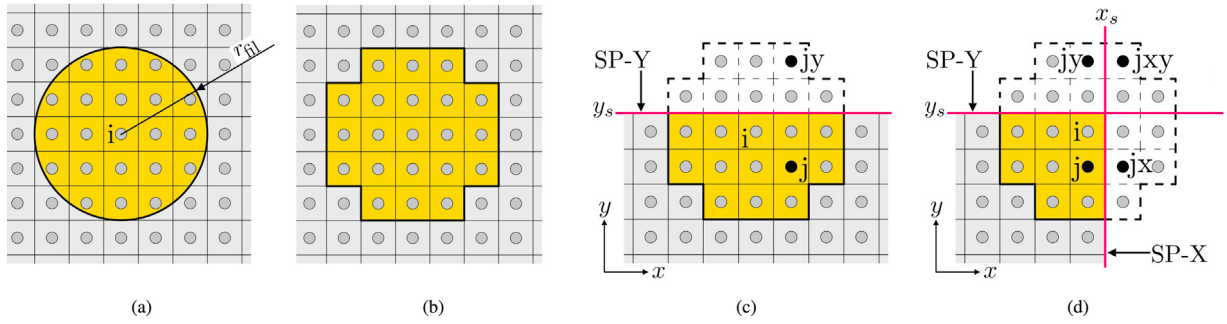 r_fil
i
(a)
(b)
SP-Y
y_s
jy
i
j
y
x
(c)
x_s
SP-Y
y_s
jy
jxy
i
j
jx
y
x
SP-X
(d)